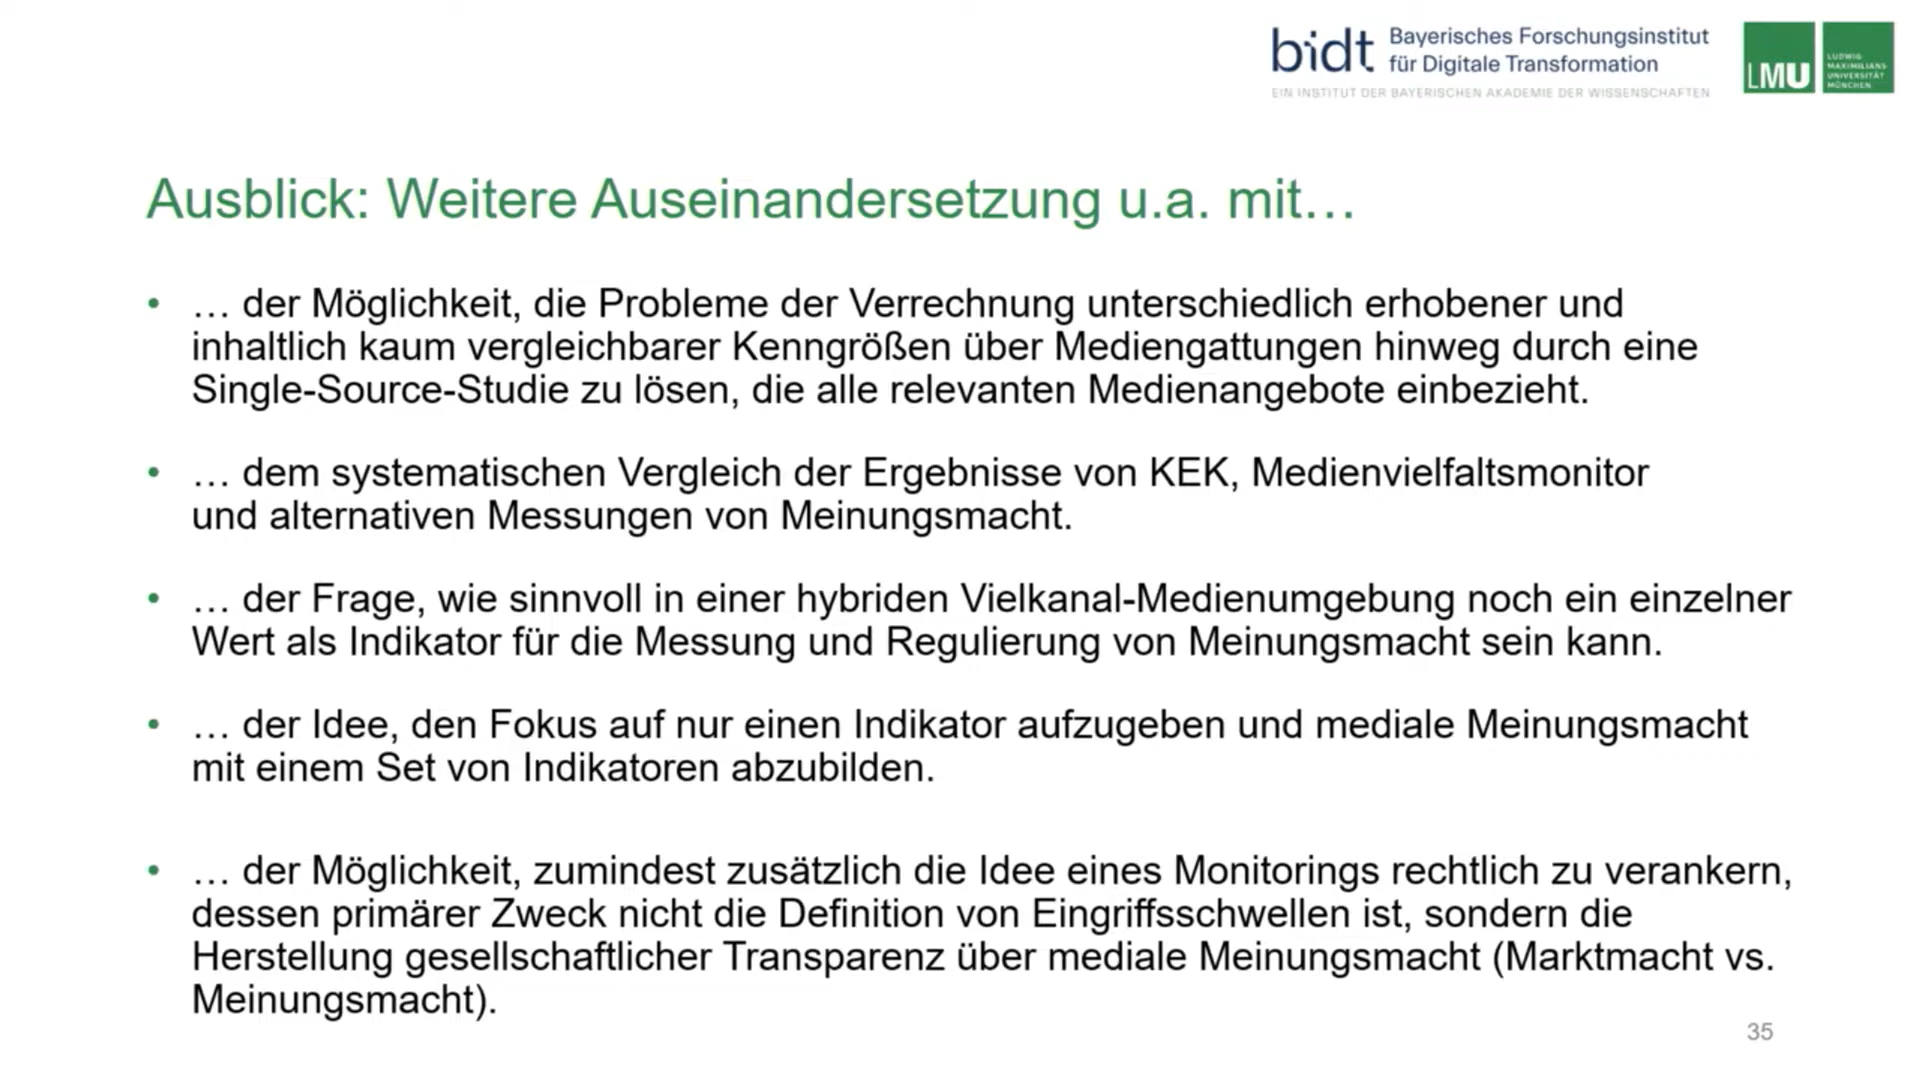 bidt Bayerisches Forschungsinstitut
für Digitale Transformation
EIN INSTITUT DER BAYERISCHEN AKADEMIE DER WISSENSCHAFTEN
LMU
LUDWIG
MAXIMILIANS
UNIVERSITÄT
MÜNCHEN
Ausblick: Weitere Auseinandersetzung u.a. mit…
• … der Möglichkeit, die Probleme der Verrechnung unterschiedlich erhobener und
inhaltlich kaum vergleichbarer Kenngrößen über Mediengattungen hinweg durch eine
Single-Source-Studie zu lösen, die alle relevanten Medienangebote einbezieht.
• … dem systematischen Vergleich der Ergebnisse von KEK, Medienvielfaltsmonitor
und alternativen Messungen von Meinungsmacht.
• … der Frage, wie sinnvoll in einer hybriden Vielkanal-Medienumgebung noch ein einzelner
Wert als Indikator für die Messung und Regulierung von Meinungsmacht sein kann.
• … der Idee, den Fokus auf nur einen Indikator aufzugeben und mediale Meinungsmacht
mit einem Set von Indikatoren abzubilden.
• … der Möglichkeit, zumindest zusätzlich die Idee eines Monitorings rechtlich zu verankern,
dessen primärer Zweck nicht die Definition von Eingriffsschwellen ist, sondern die
Herstellung gesellschaftlicher Transparenz über mediale Meinungsmacht (Marktmacht vs.
Meinungsmacht).
35